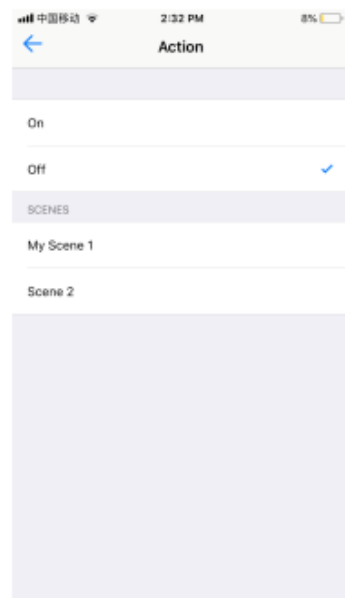 中国移动 2:32 PM 8%
Action
On
Off
SCENES
My Scene 1
Scene 2